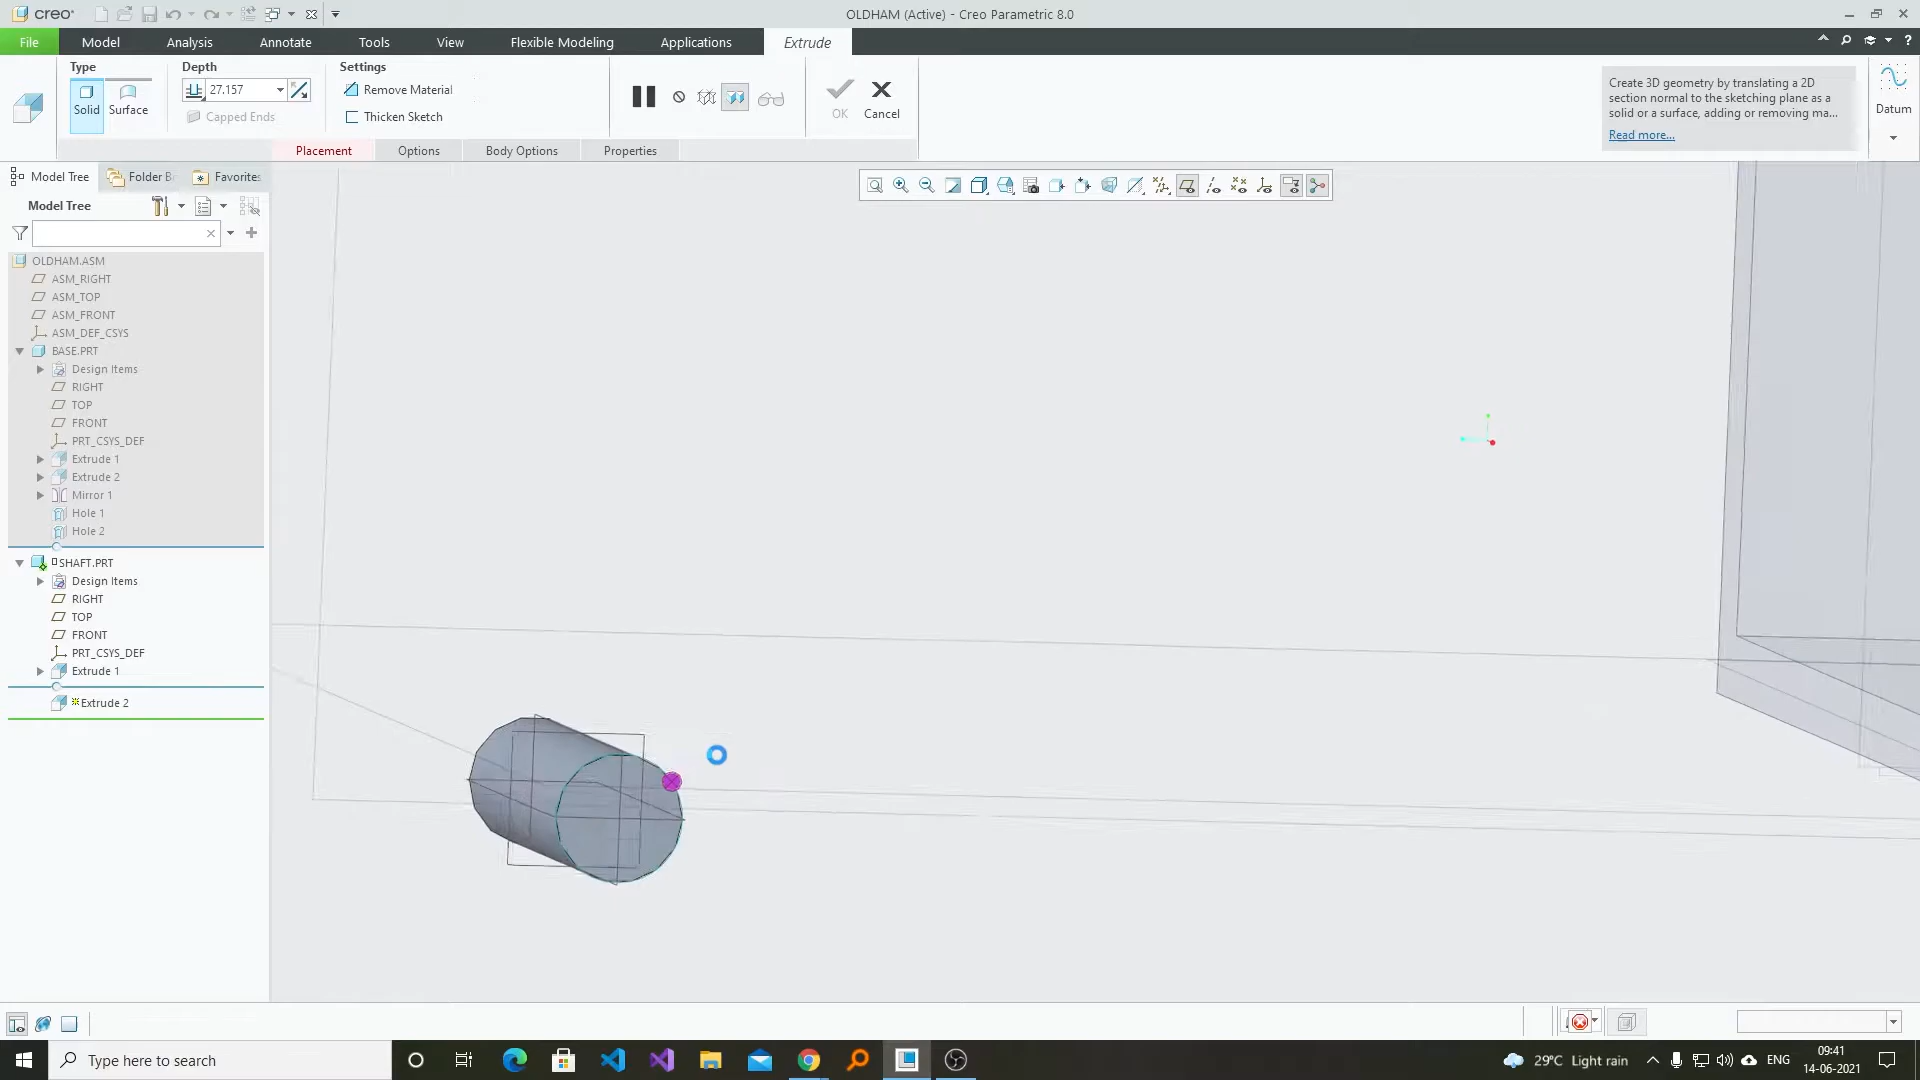 creo®
OLDHAM (Active) - Creo Parametric 8.0
File
Model
Analysis
Annotate
Tools
View
Flexible Modeling
Applications
Extrude
Type
Depth
Settings
27.157
Remove Material
Solid
Surface
Capped Ends
Thicken Sketch
OK
Cancel
Create 3D geometry by translating a 2D
section normal to the sketching plane as a
solid or a surface, adding or removing ma...
Read more...
Datum
Placement
Options
Body Options
Properties
Model Tree
Folder Br
Favorites
Model Tree
OLDHAM.ASM
ASM_RIGHT
ASM_TOP
ASM_FRONT
ASM_DEF_CSYS
BASE.PRT
Design Items
RIGHT
TOP
FRONT
PRT_CSYS_DEF
Extrude 1
Extrude 2
Mirror 1
Hole 1
Hole 2
SHAFT.PRT
Design Items
RIGHT
TOP
FRONT
PRT_CSYS_DEF
Extrude 1
Extrude 2
Type here to search
29°C Light rain
ENG
09:41
14-06-2021